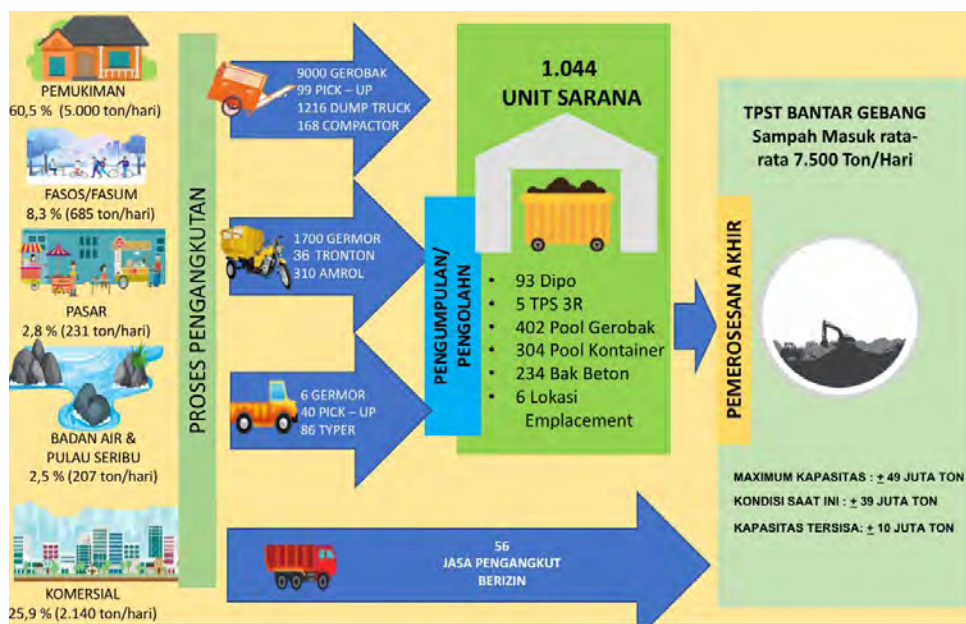 PEMUKIMAN
60,5 % (5.000 ton/hari)
FASOS/FASUM
8,3 % (685 ton/hari)
PASAR
2,8 % (231 ton/hari)
BADAN AIR &
PULAU SERIBU
2,5 % (207 ton/hari)
KOMERSIAL
25,9 % (2.140 ton/hari)
PROSES PENGANGKUTAN
9000 GEROBAK
99 PICK – UP
1216 DUMP TRUCK
168 COMPACTOR
1700 GERMOR
36 TRONTON
310 AMROL
6 GERMOR
40 PICK – UP
86 TYPER
56
JASA PENGANGKUT
BERIZIN
PENGUMPULAN/
PENGOLAHN
1.044
UNIT SARANA
• 93 Dipo
• 5 TPS 3R
• 402 Pool Gerobak
• 304 Pool Kontainer
• 234 Bak Beton
• 6 Lokasi
Emplacement
PEMEROSESAN AKHIR
TPST BANTAR GEBANG
Sampah Masuk rata-
rata 7.500 Ton/Hari
MAXIMUM KAPASITAS : ± 49 JUTA TON
KONDISI SAAT INI : ± 39 JUTA TON
KAPASITAS TERSISA: ± 10 JUTA TON